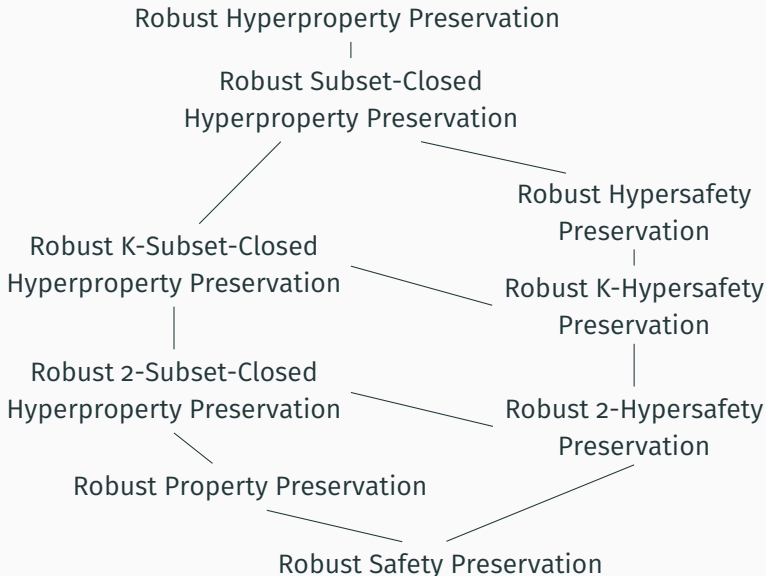 Robust Hyperproperty Preservation
Robust Subset-Closed
Hyperproperty Preservation
Robust Hypersafety
Preservation
Robust K-Subset-Closed
Hyperproperty Preservation
Robust K-Hypersafety
Preservation
Robust 2-Subset-Closed
Hyperproperty Preservation
Robust 2-Hypersafety
Preservation
Robust Property Preservation
Robust Safety Preservation